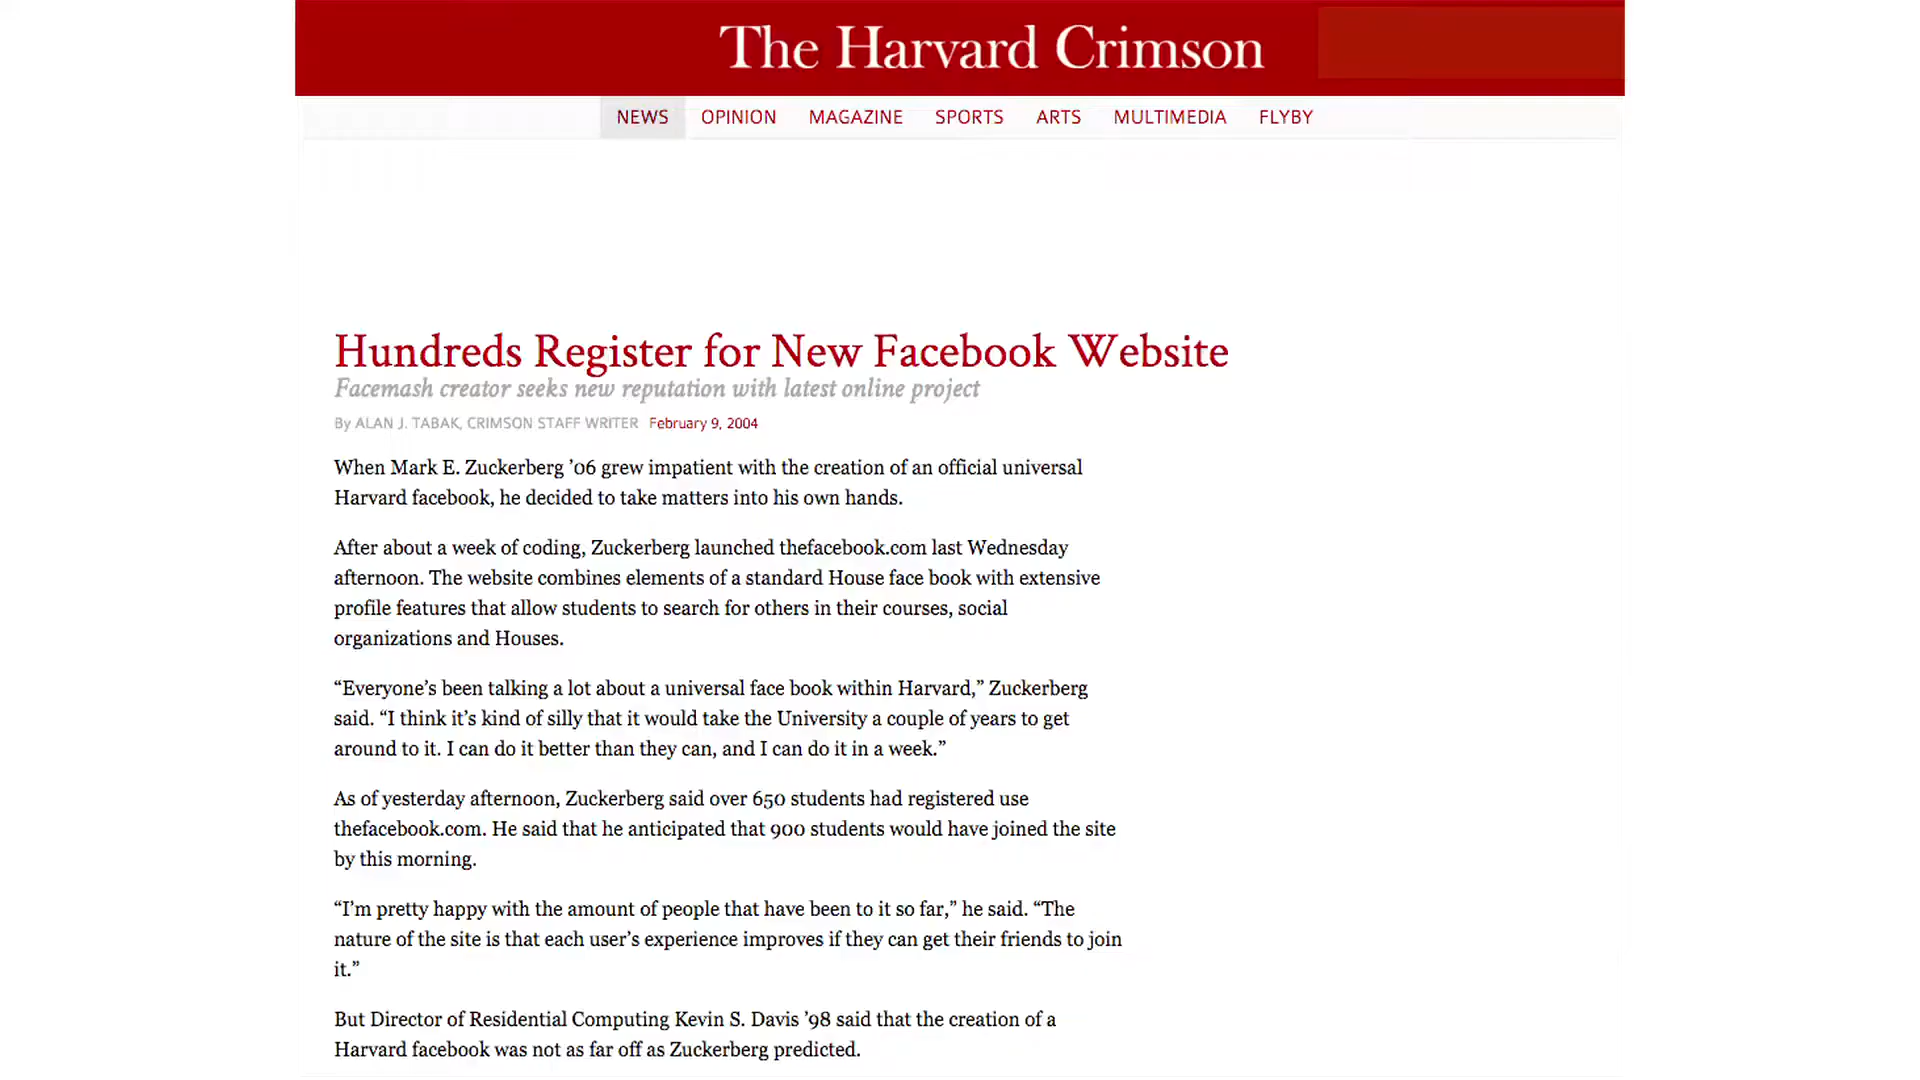 The Harvard Crimson
NEWS OPINION MAGAZINE SPORTS ARTS MULTIMEDIA FLYBY
Hundreds Register for New Facebook Website
Facemash creator seeks new reputation with latest online project
By ALAN J. TABAK, CRIMSON STAFF WRITER February 9, 2004
When Mark E. Zuckerberg ’06 grew impatient with the creation of an official universal
Harvard facebook, he decided to take matters into his own hands.
After about a week of coding, Zuckerberg launched thefacebook.com last Wednesday
afternoon. The website combines elements of a standard House face book with extensive
profile features that allow students to search for others in their courses, social
organizations and Houses.
“Everyone’s been talking a lot about a universal face book within Harvard,” Zuckerberg
said. “I think it’s kind of silly that it would take the University a couple of years to get
around to it. I can do it better than they can, and I can do it in a week.”
As of yesterday afternoon, Zuckerberg said over 650 students had registered use
thefacebook.com. He said that he anticipated that 900 students would have joined the site
by this morning.
“I’m pretty happy with the amount of people that have been to it so far,” he said. “The
nature of the site is that each user’s experience improves if they can get their friends to join
it.”
But Director of Residential Computing Kevin S. Davis ’98 said that the creation of a
Harvard facebook was not as far off as Zuckerberg predicted.